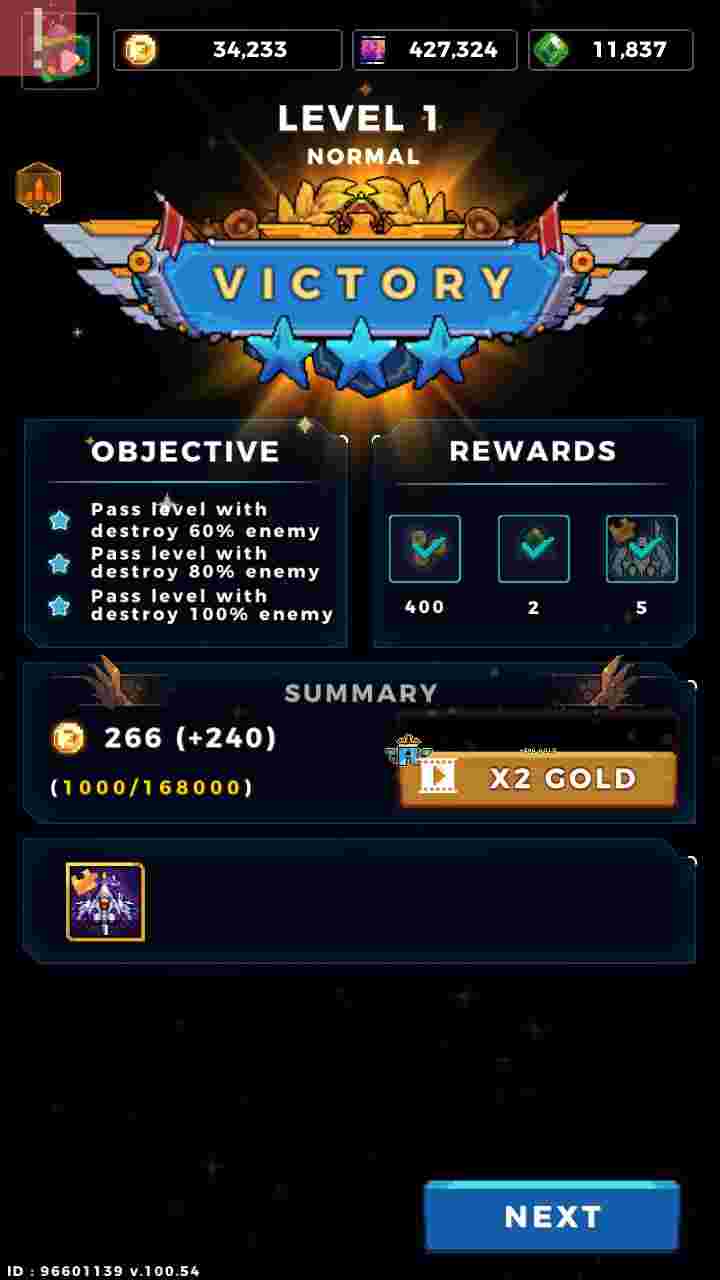 34,233
427,324
11,837
LEVEL 1
NORMAL
+2
VICTORY
OBJECTIVE
Pass level with
destroy 60% enemy
Pass level with
destroy 80% enemy
Pass level with
destroy 100% enemy
REWARDS
400
2
5
SUMMARY
266 (+240)
(1000/168000)
X2 GOLD
NEXT
ID : 96601139 v.100.54